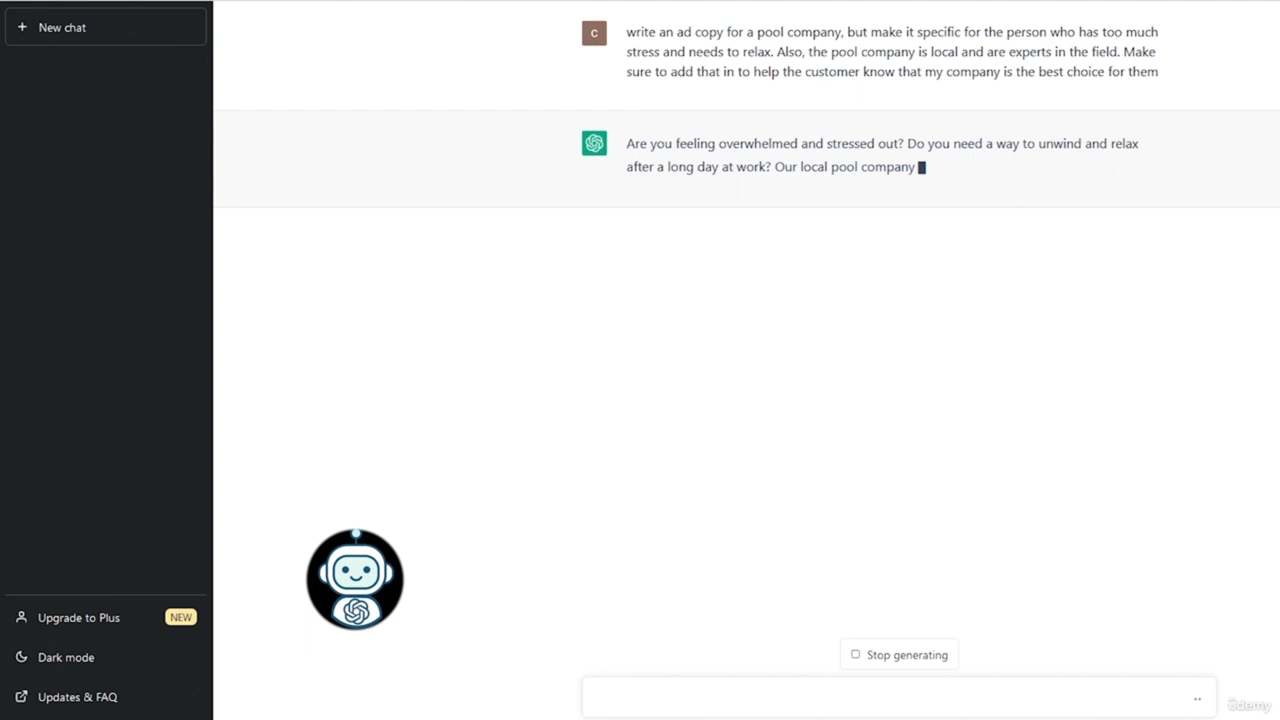 New chat
C
write an ad copy for a pool company, but make it specific for the person who has too much
stress and needs to relax. Also, the pool company is local and are experts in the field. Make
sure to add that in to help the customer know that my company is the best choice for them
Are you feeling overwhelmed and stressed out? Do you need a way to unwind and relax
after a long day at work? Our local pool company
Upgrade to Plus
NEW
Dark mode
Updates & FAQ
Stop generating
ûdemy